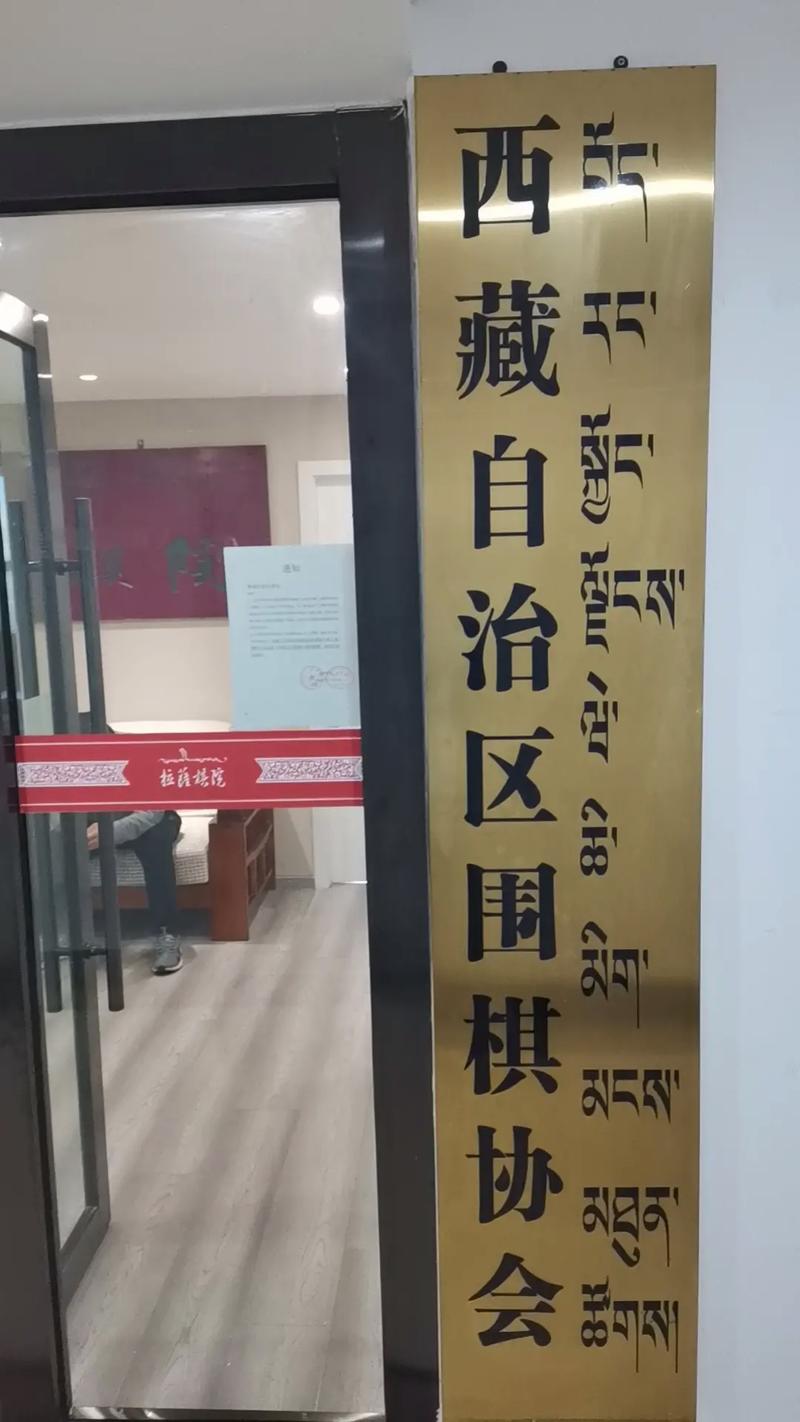 西藏自治区围棋协会
བོད་རང་སྐྱོང་ལྗོངས་ཝེ་ཆི་མིག་མངས་མཐུན་ཚོགས།
院
通知
拉萨棋院